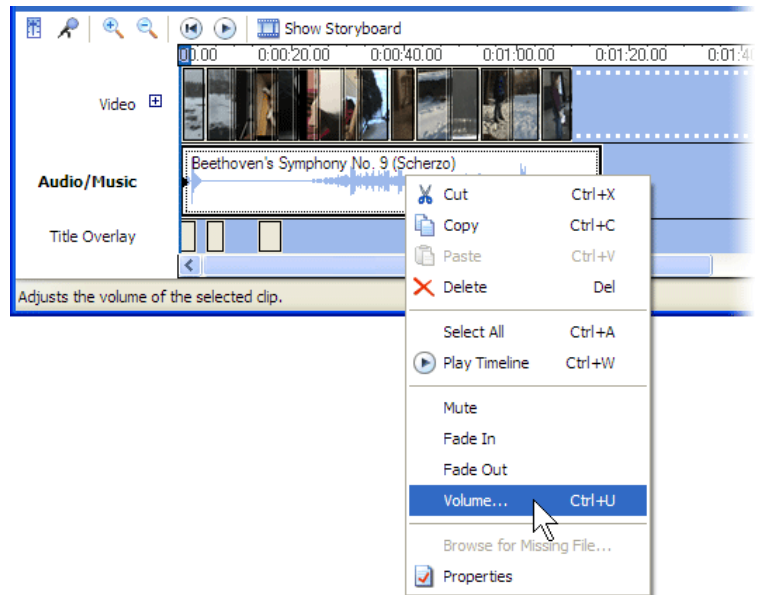 Show Storyboard
00.00 0:00:20.00 0:00:40.00 0:01:00.00 0:01:20.00 0:01:4
Video
Beethoven's Symphony No. 9 (Scherzo)
Audio/Music
Title Overlay
Adjusts the volume of the selected clip.
Cut Ctrl+X
Copy Ctrl+C
Paste Ctrl+V
Delete Del
Select All Ctrl+A
Play Timeline Ctrl+W
Mute
Fade In
Fade Out
Volume... Ctrl+U
Browse for Missing File...
Properties